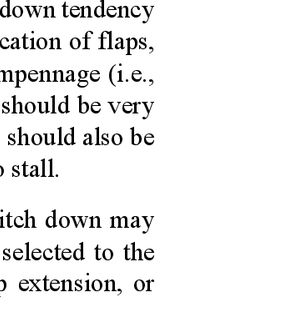 down tendency
cation of flaps,
mpennage (i.e.,
should be very
should also be
stall.
itch down may
selected to the
extension, or